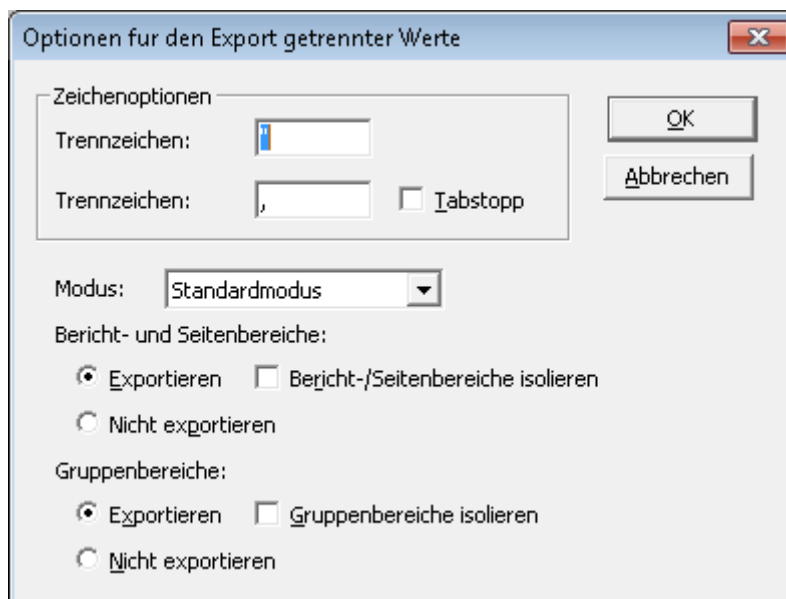 Optionen fur den Export getrennter Werte
Zeichenoptionen
Trennzeichen: "
Trennzeichen: , Tabstopp
OK
Abbrechen
Modus: Standardmodus
Bericht- und Seitenbereiche:
Exportieren Bericht-/Seitenbereiche isolieren
Nicht exportieren
Gruppenbereiche:
Exportieren Gruppenbereiche isolieren
Nicht exportieren